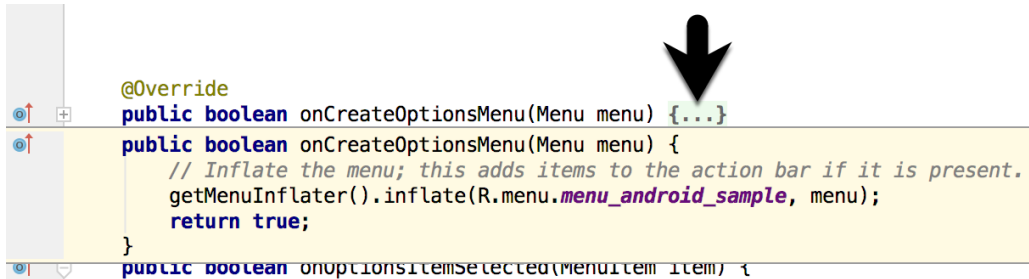 @Override
public boolean onCreateOptionsMenu(Menu menu) {...}
public boolean onCreateOptionsMenu(Menu menu) {
// Inflate the menu; this adds items to the action bar if it is present.
getMenuInflater().inflate(R.menu.menu_android_sample, menu);
return true;
}
public boolean onOptionsItemSelected(MenuItem item) {